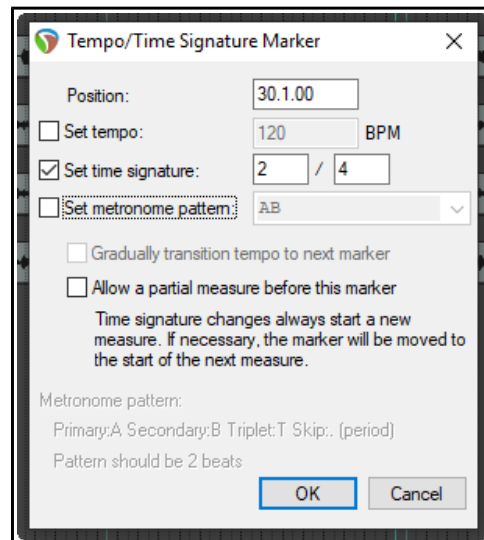 Tempo/Time Signature Marker
Position: 30.1.00
Set tempo: 120 BPM
Set time signature: 2 / 4
Set metronome pattern: AB
Gradually transition tempo to next marker
Allow a partial measure before this marker
Time signature changes always start a new
measure. If necessary, the marker will be moved to
the start of the next measure.
Metronome pattern:
Primary:A Secondary:B Triplet:T Skip:. (period)
Pattern should be 2 beats
OK Cancel